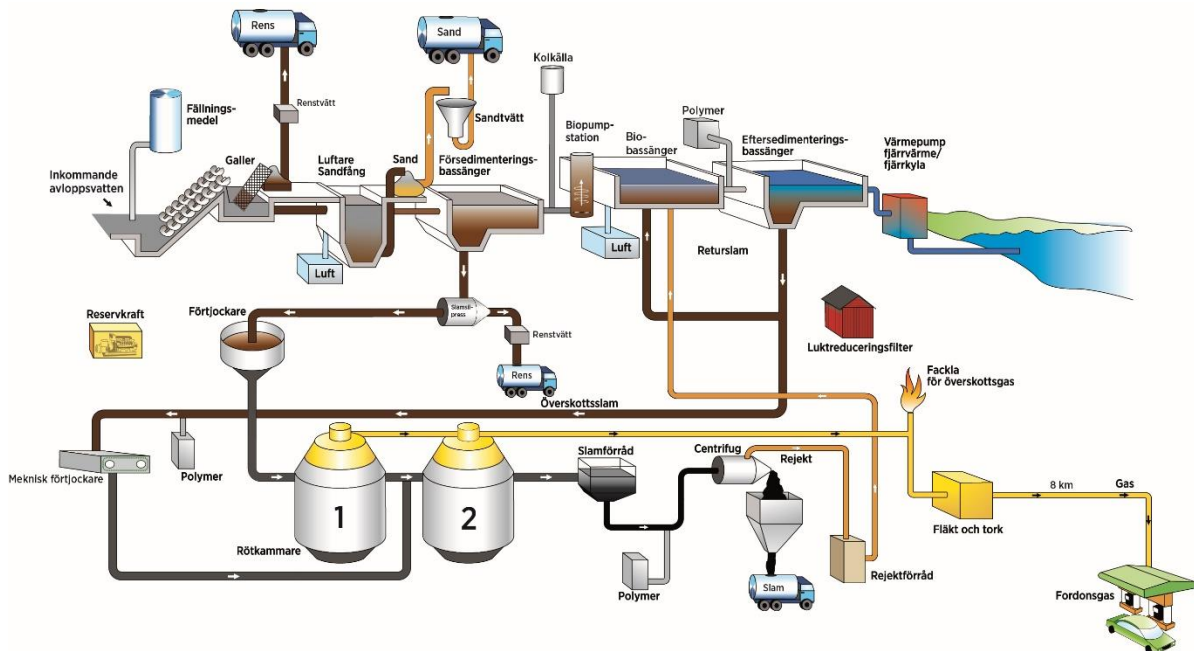 Rens
Sand
Kolkälla
Fällnings-
medel
Renstvätt
Sandtvätt
Polymer
Biopump-
station
Bio-
bassänger
Eftersedimenterings-
bassänger
Värmepump
fjärrvärme/
fjärrkyla
Galler
Luftare
Sandfång
Sand
Försedimenterings-
bassänger
Inkommande
avloppsvatten
Luft
Luft
Returslam
Reservkraft
Förtjockare
Slamsil-
press
Renstvätt
Luktreduceringsfilter
Rens
Överskottsslam
Fackla
för överskottsgas
Meknlsk förtjockare
Polymer
1
2
Rötkammare
Slamförråd
Centrifug
Rejekt
Polymer
Slam
Rejektförråd
Fläkt och tork
8 km
Gas
Fordonsgas